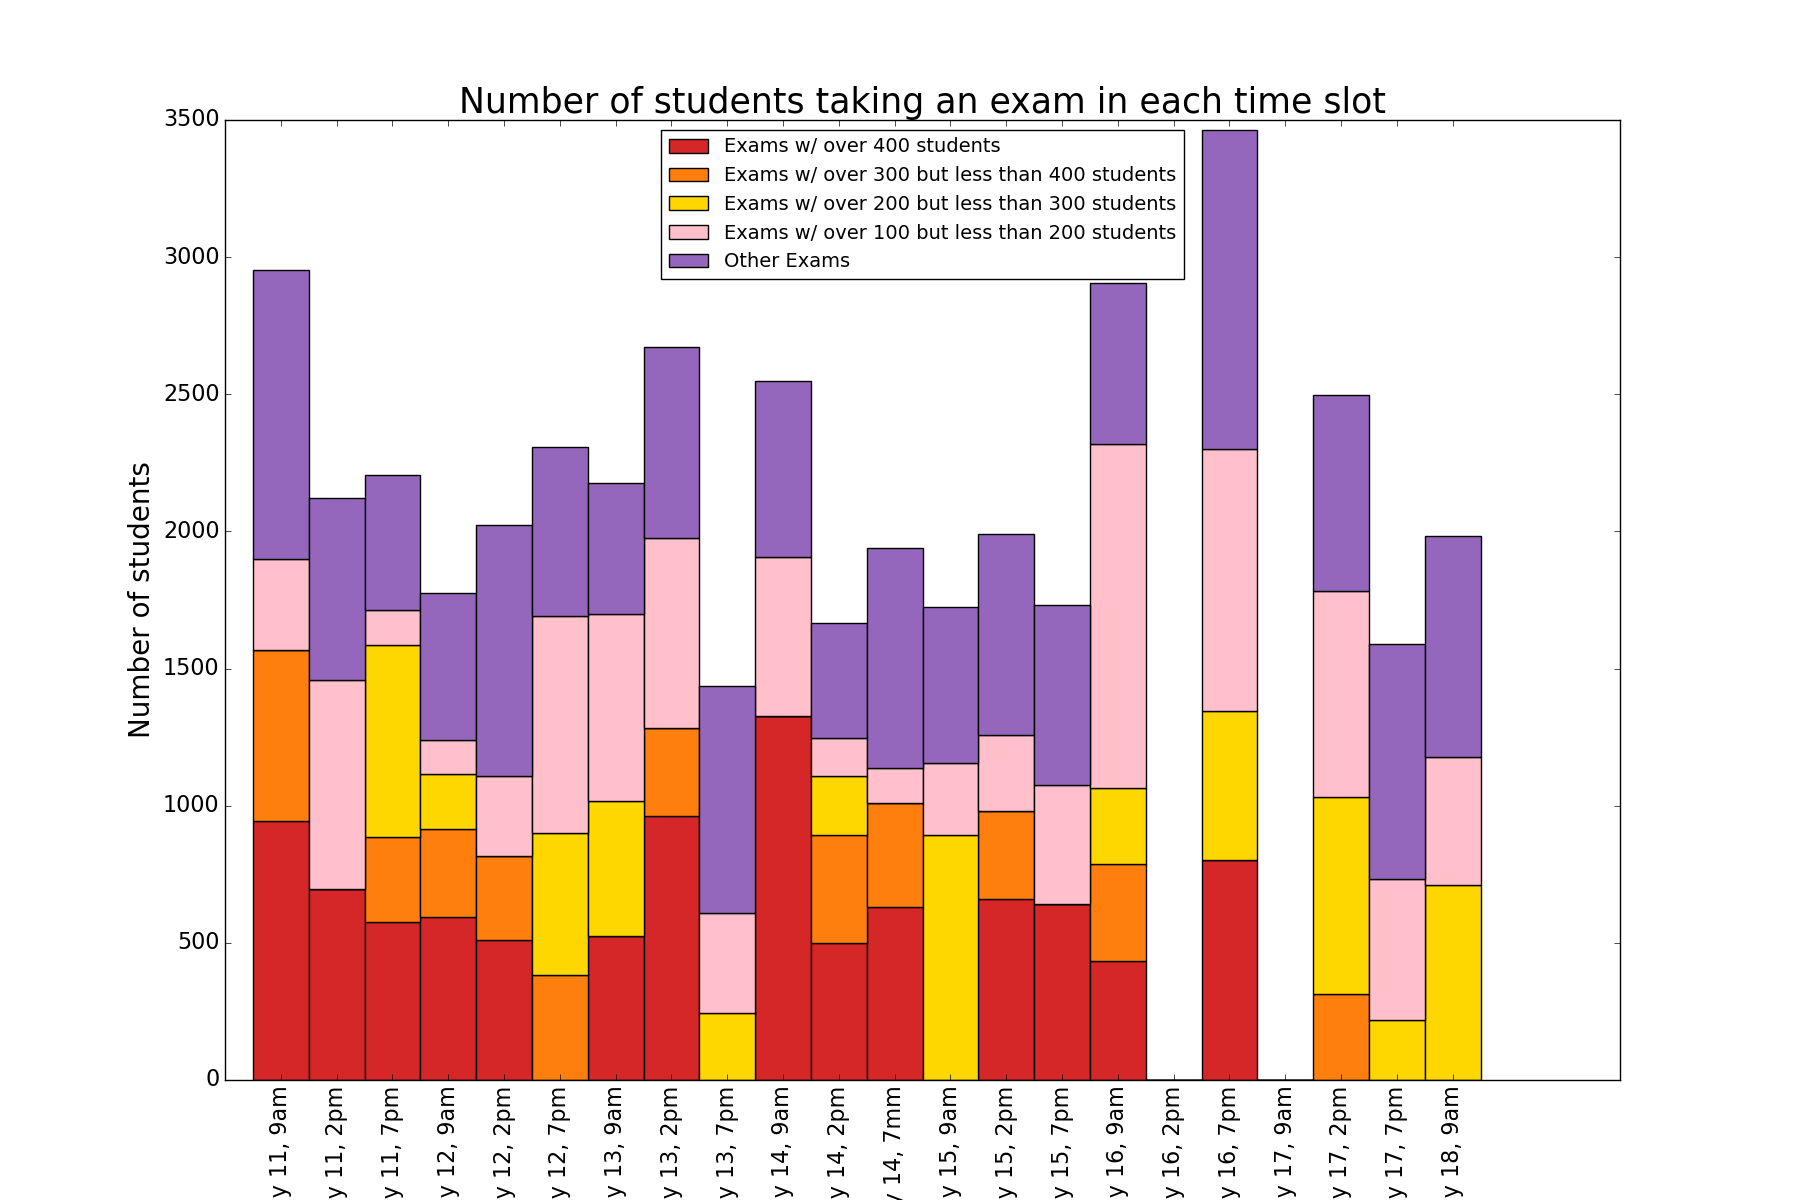 Number of students taking an exam in each time slot
Exams w/ over 400 students
Exams w/ over 300 but less than 400 students
Exams w/ over 200 but less than 300 students
Exams w/ over 100 but less than 200 students
Other Exams
Number of students
3500
3000
2500
2000
1500
1000
500
0
y 11, 9am
y 11, 2pm
y 11, 7pm
y 12, 9am
y 12, 2pm
y 12, 7pm
y 13, 9am
y 13, 2pm
y 13, 7pm
y 14, 9am
y 14, 2pm
y 14, 7mm
y 15, 9am
y 15, 2pm
y 15, 7pm
y 16, 9am
y 16, 2pm
y 16, 7pm
y 17, 9am
y 17, 2pm
y 17, 7pm
y 18, 9am